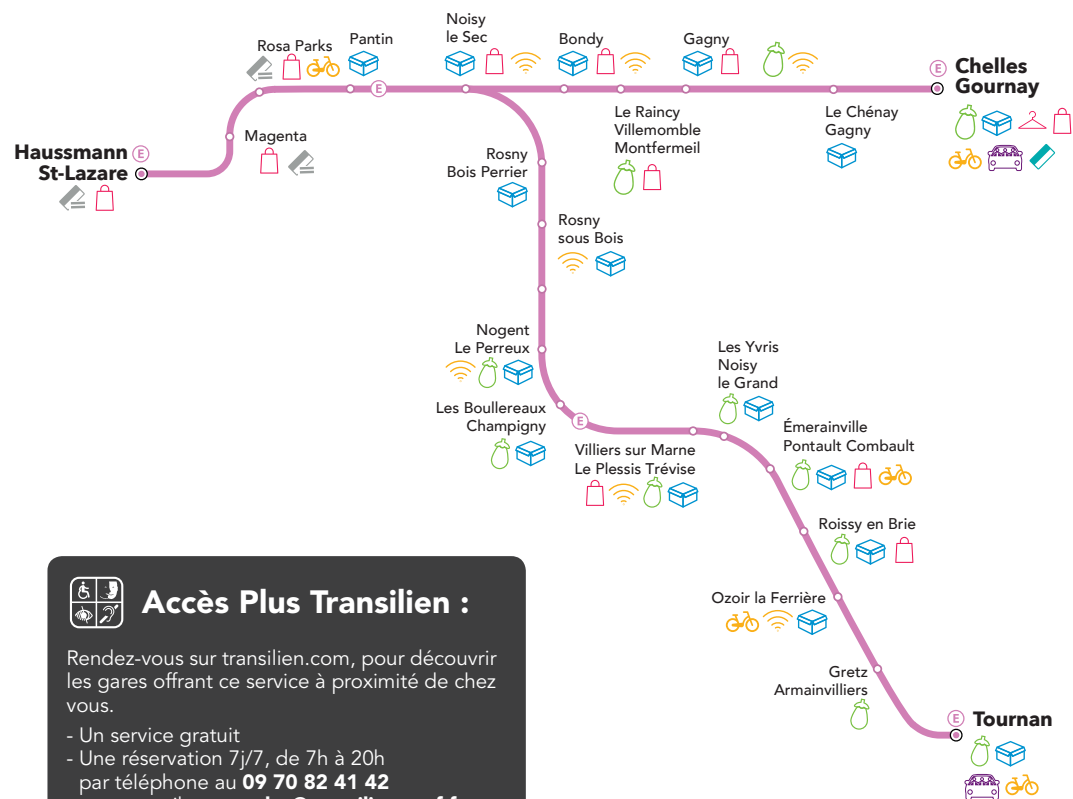 Noisy
le Sec
Rosa Parks
Pantin
Bondy
Gagny
E
E
Chelles
Gournay
Le Raincy
Villemomble
Montfermeil
Le Chénay
Gagny
Magenta
Haussmann E
St-Lazare
Rosny
Bois Perrier
Rosny
sous Bois
Nogent
Le Perreux
Les Yvris
Noisy
le Grand
Les Boullereaux
Champigny
E
Émerainville
Pontault Combault
Villiers sur Marne
Le Plessis Trévise
Roissy en Brie
Ozoir la Ferrière
Gretz
Armainvilliers
E Tournan
Accès Plus Transilien :
Rendez-vous sur transilien.com, pour découvrir
les gares offrant ce service à proximité de chez
vous.
- Un service gratuit
- Une réservation 7j/7, de 7h à 20h
par téléphone au 09 70 82 41 42